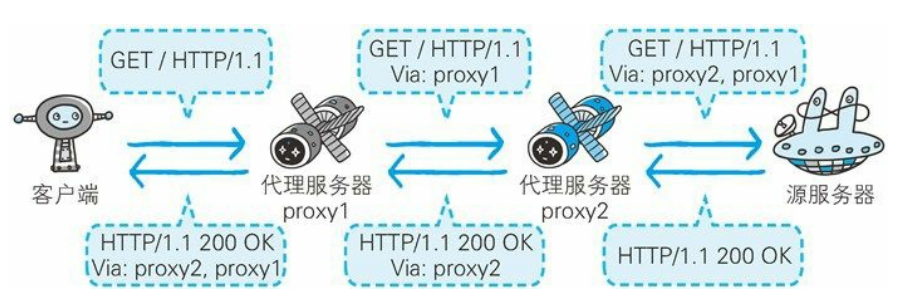 GET / HTTP/1.1
GET / HTTP/1.1
Via: proxy1
GET / HTTP/1.1
Via: proxy2, proxy1
客户端
代理服务器
proxy1
代理服务器
proxy2
源服务器
HTTP/1.1 200 OK
Via: proxy2, proxy1
HTTP/1.1 200 OK
Via: proxy2
HTTP/1.1 200 OK